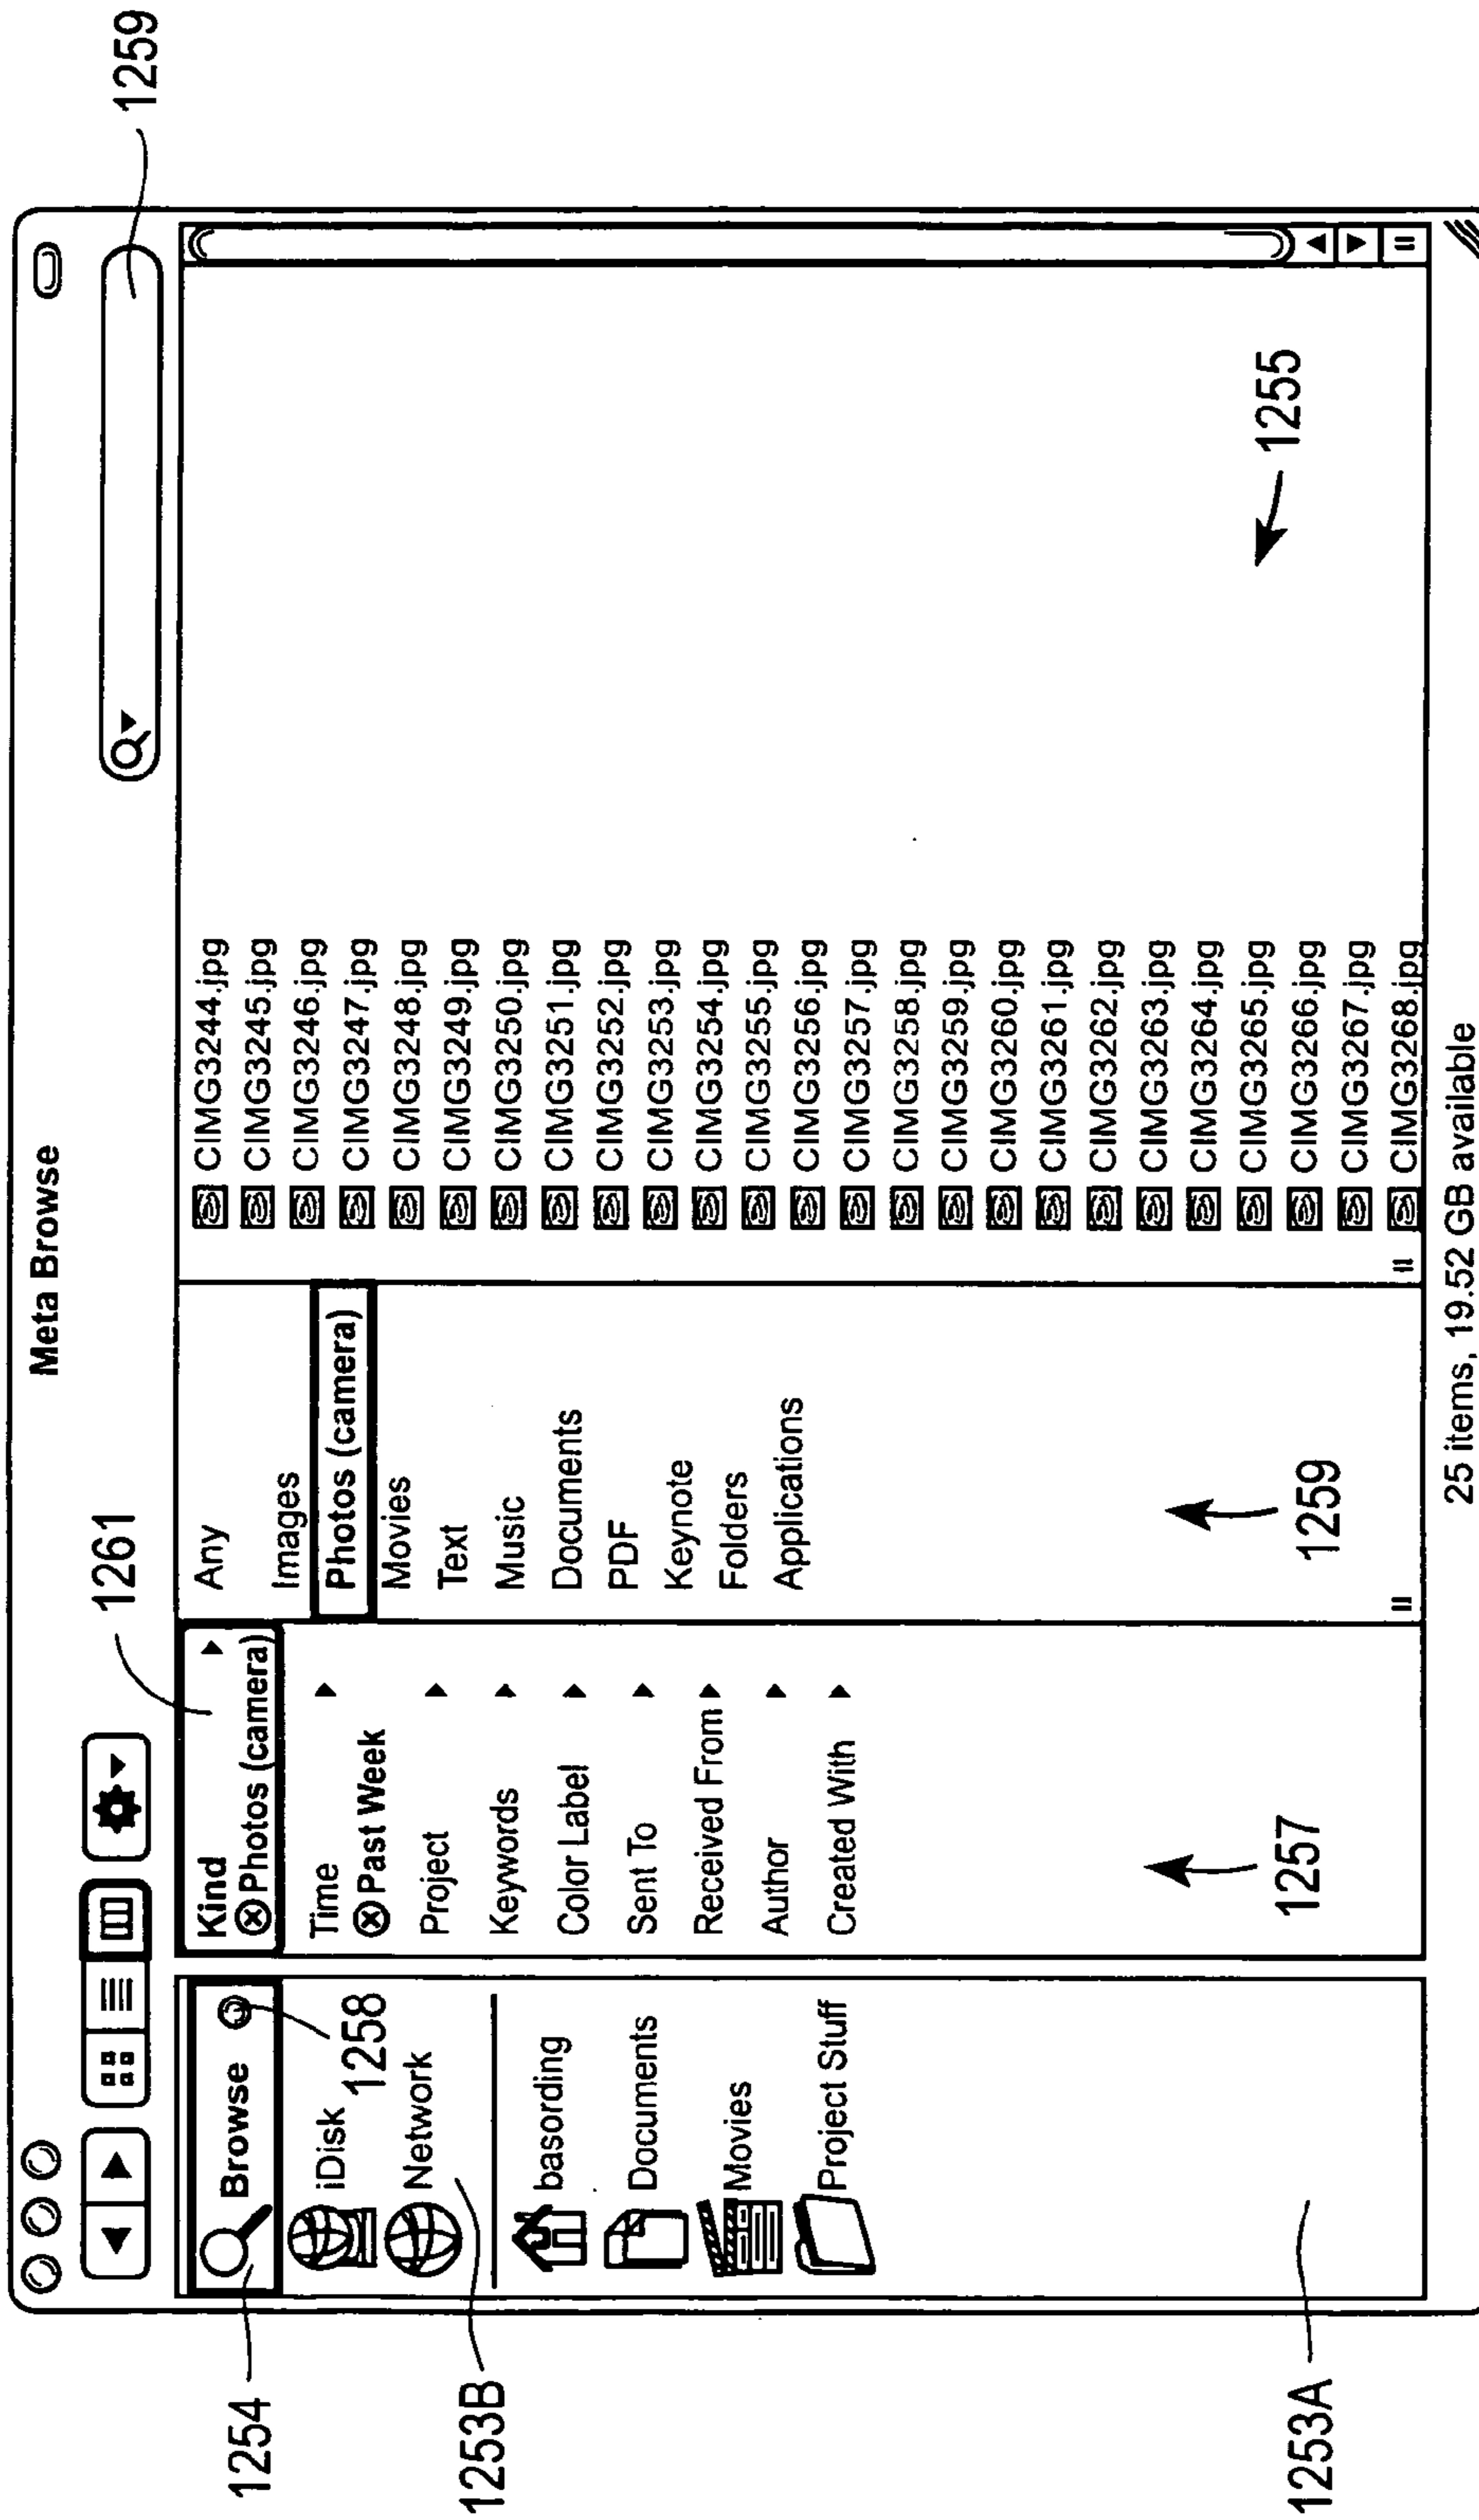 1261
1259
Meta Browse
1254
Browse
1258
iDisk
Network
1253B
basording
Documents
Movies
Project Stuff
1253A
Kind
Photos (camera)
Time
Past Week
Project
Keywords
Color Label
Sent To
Received From
Author
Created With
1257
Any
Images
Photos (camera)
Movies
Text
Music
Documents
PDF
Keynote
Folders
Applications
1259
CIMG3244.jpg
CIMG3245.jpg
CIMG3246.jpg
CIMG3247.jpg
CIMG3248.jpg
CIMG3249.jpg
CIMG3250.jpg
CIMG3251.jpg
CIMG3252.jpg
CIMG3253.jpg
CIMG3254.jpg
CIMG3255.jpg
CIMG3256.jpg
CIMG3257.jpg
CIMG3258.jpg
CIMG3259.jpg
CIMG3260.jpg
CIMG3261.jpg
CIMG3262.jpg
CIMG3263.jpg
CIMG3264.jpg
CIMG3265.jpg
CIMG3266.jpg
CIMG3267.jpg
CIMG3268.jpg
1255
25 items, 19.52 GB available